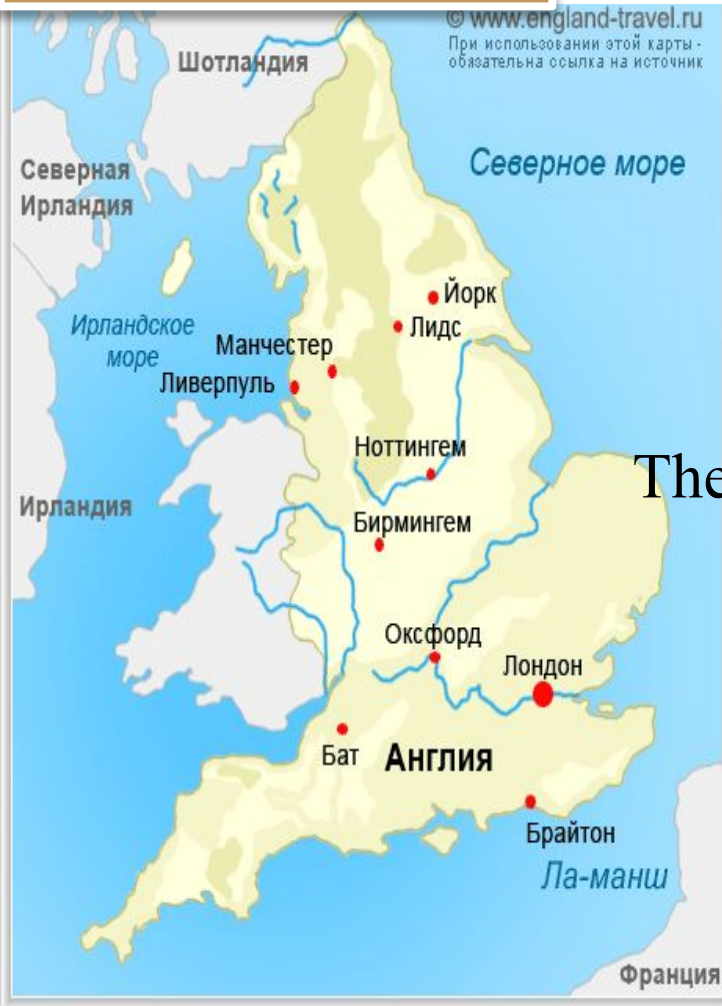 © www.england-travel.ru
При использовании этой карты -
обязательна ссылка на источник
Шотландия
Северная
Ирландия
Северное море
Йорк
Ирландское
море
Лидс
Манчестер
Ливерпуль
Ноттингем
The
Ирландия
Бирмингем
Оксфорд
Лондон
Бат
Англия
Брайтон
Ла-манш
Франция